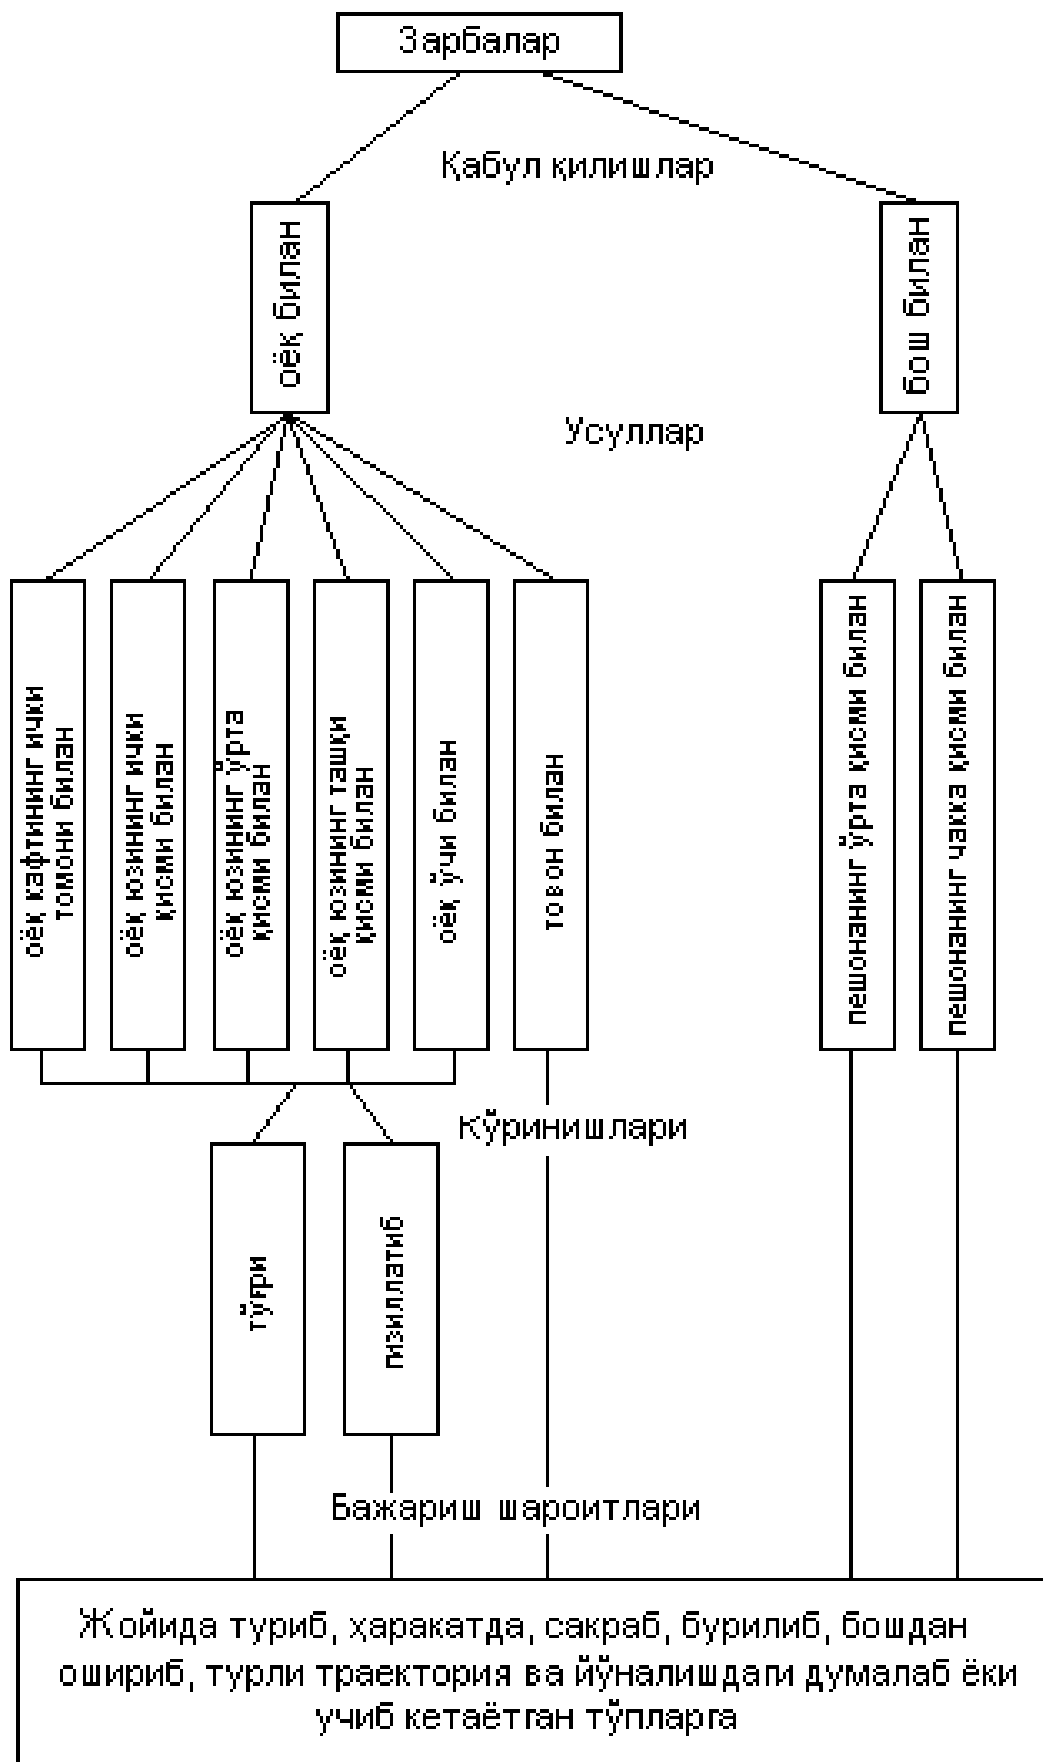 Зарбалар
Қабул қилишлар
оёқ билан
бош билан
Усуллар
оёқ кафтининг ички
томони билан
оёқ юзининг ички
қисми билан
оёқ юзининг ўрта
қисми билан
оёқ юзининг ташқи
қисми билан
оёқ ўчи билан
товон билан
пешонанинг ўрта қисми билан
пешонанинг чакка қисми билан
Кўринишлари
тўғри
гизиллатиб
Бажариш шароитлари
Жойида туриб, ҳаракатда, сакраб, бурилиб, бошдан
ошириб, турли траектория ва йўналишдаги думалаб ёки
учиб кетаётган тўпларга